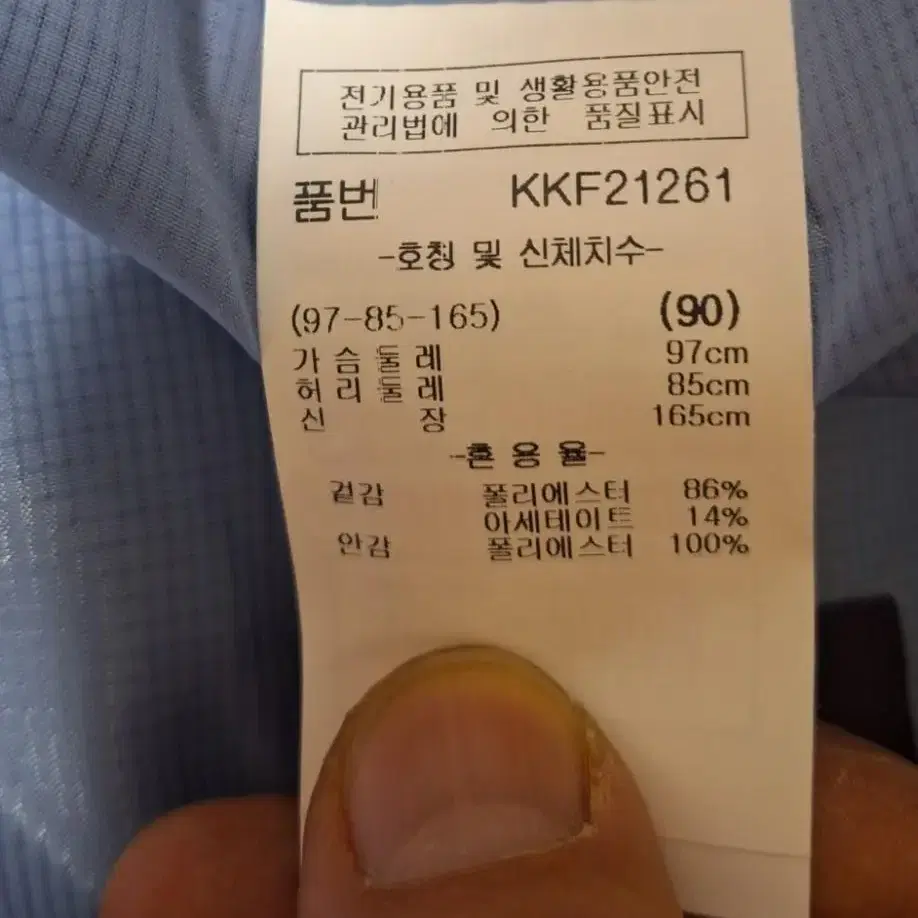 전기용품 및 생활용품안전
관리법에 의한 품질표시
품번 KKF21261
-호칭 및 신체치수-
(97-85-165) (90)
가슴둘레 97cm
허리둘레 85cm
신장 165cm
-혼용율-
겉감 폴리에스터 86%
아세테이트 14%
안감 폴리에스터 100%